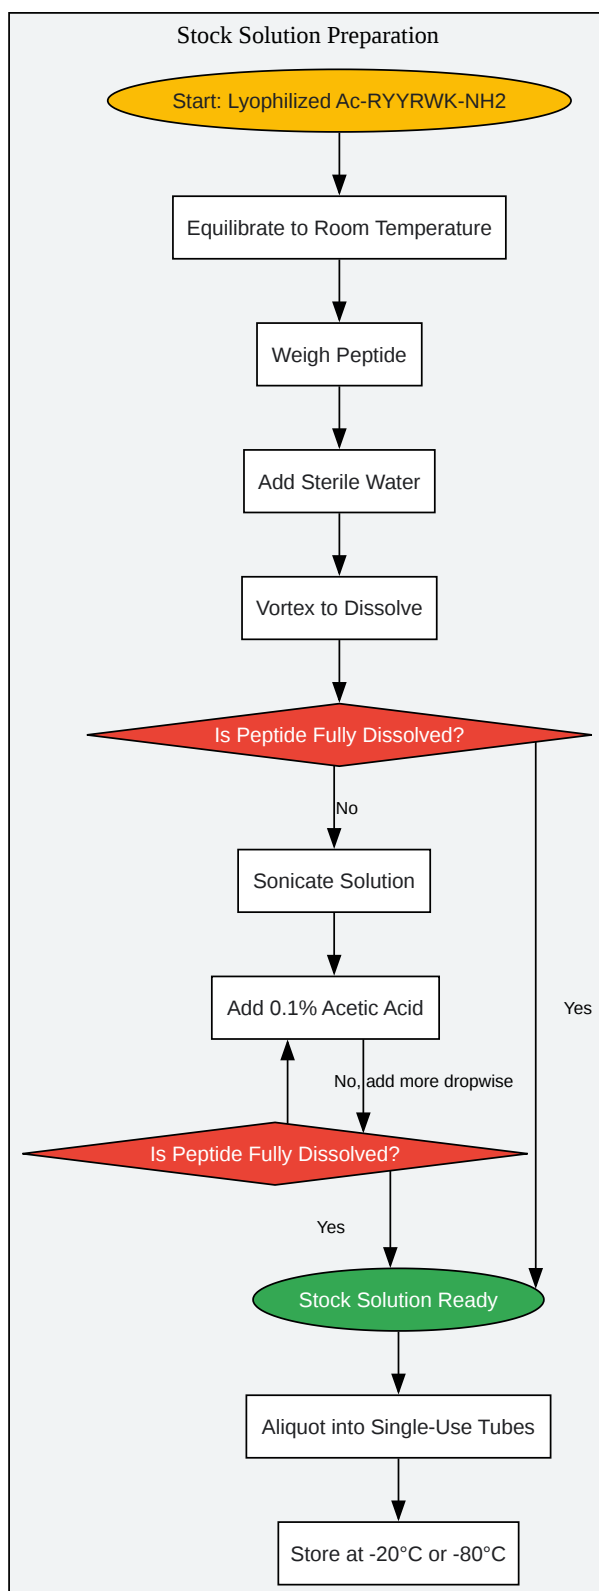 Stock Solution Preparation
Start: Lyophilized Ac-RYYRWK-NH2
Equilibrate to Room Temperature
Weigh Peptide
Add Sterile Water
Vortex to Dissolve
Is Peptide Fully Dissolved?
No
Sonicate Solution
Add 0.1% Acetic Acid
Yes
No, add more dropwise
Is Peptide Fully Dissolved?
Yes
Stock Solution Ready
Aliquot into Single-Use Tubes
Store at -20°C or -80°C